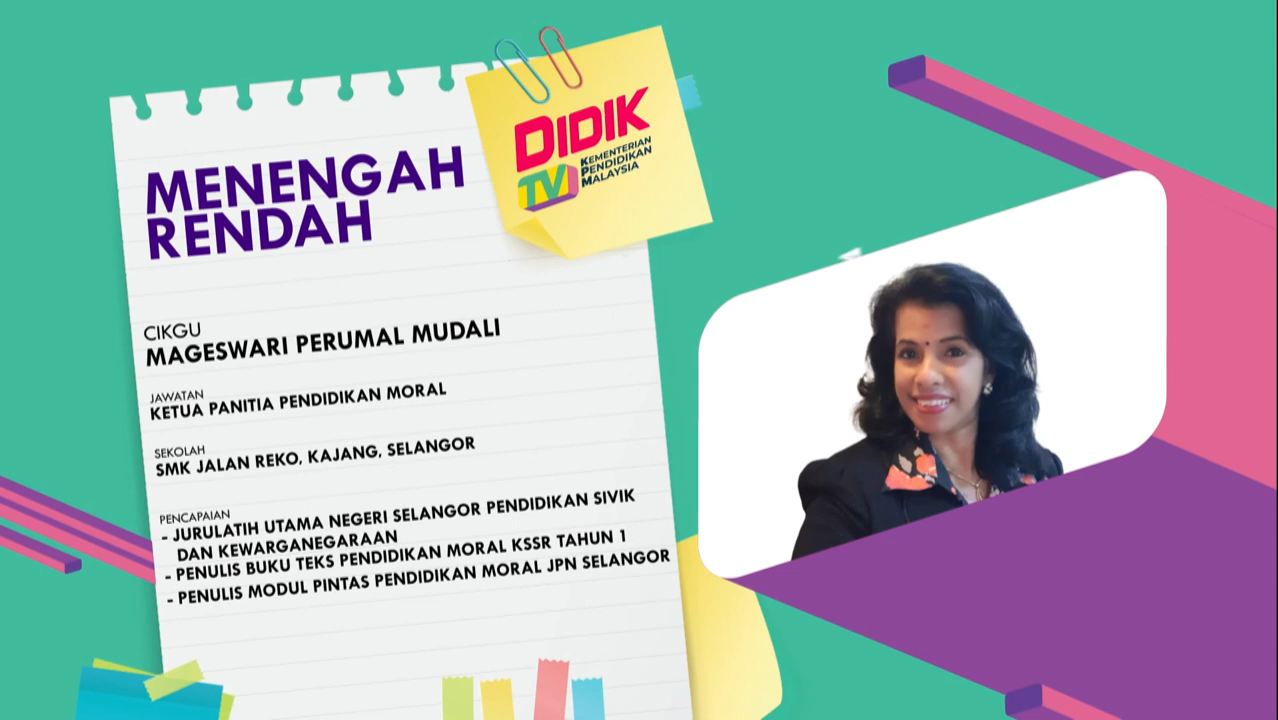 DIDIK
TV
KEMENTERIAN
PENDIDIKAN
MALAYSIA
MENENGAH
RENDAH
CIKGU
MAGESWARI PERUMAL MUDALI
JAWATAN
KETUA PANITIA PENDIDIKAN MORAL
SEKOLAH
SMK JALAN REKO, KAJANG, SELANGOR
PENCAPAIAN
- JURULATIH UTAMA NEGERI SELANGOR PENDIDIKAN SIVIK
DAN KEWARGANEGARAAN
- PENULIS BUKU TEKS PENDIDIKAN MORAL KSSR TAHUN 1
- PENULIS MODUL PINTAS PENDIDIKAN MORAL JPN SELANGOR